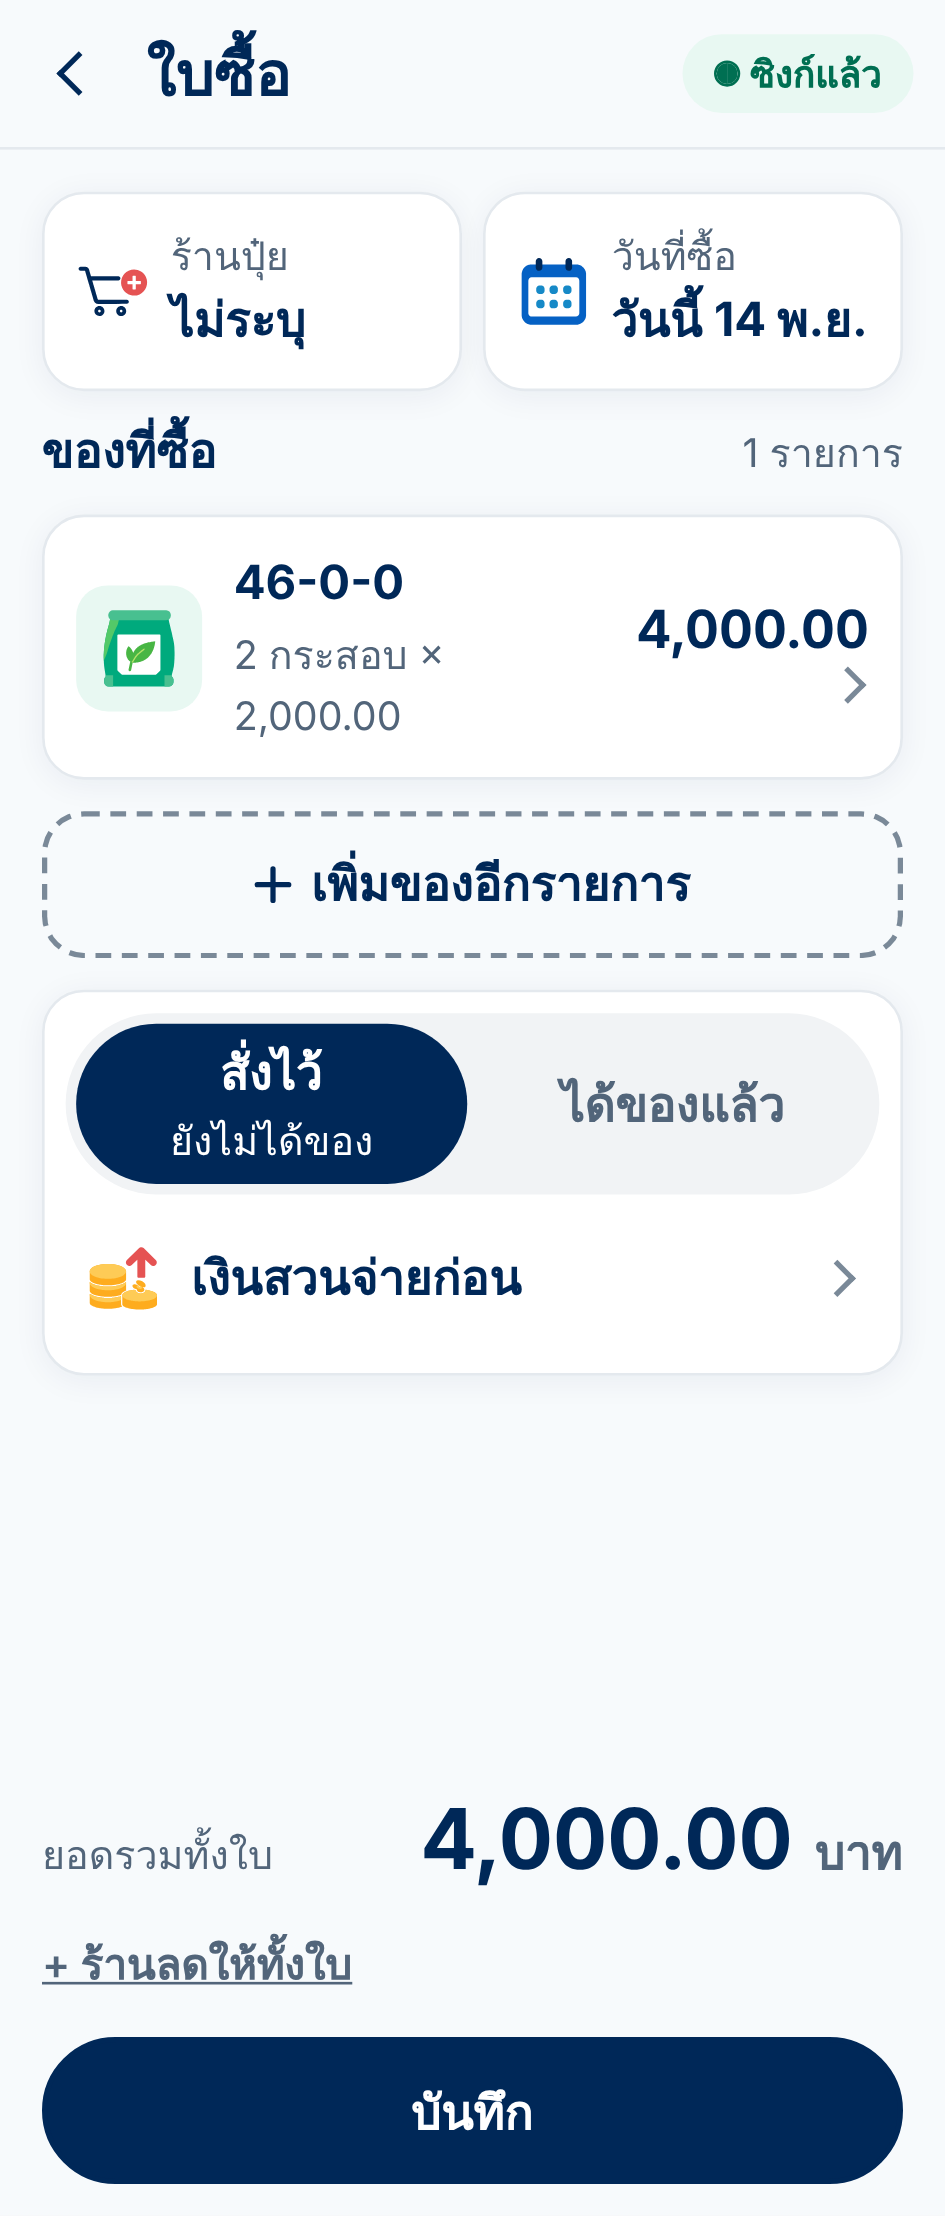 ใบซื้อ
ซิงก์แล้ว
ร้านปุ๋ย
ไม่ระบุ
วันที่ซื้อ
วันนี้ 14 พ.ย.
ของที่ซื้อ
1 รายการ
46-0-0
2 กระสอบ ×
2,000.00
4,000.00
+ เพิ่มของอีกรายการ
สั่งไว้
ยังไม่ได้ของ
ได้ของแล้ว
เงินสวนจ่ายก่อน
ยอดรวมทั้งใบ
4,000.00 บาท
+ ร้านลดให้ทั้งใบ
บันทึก